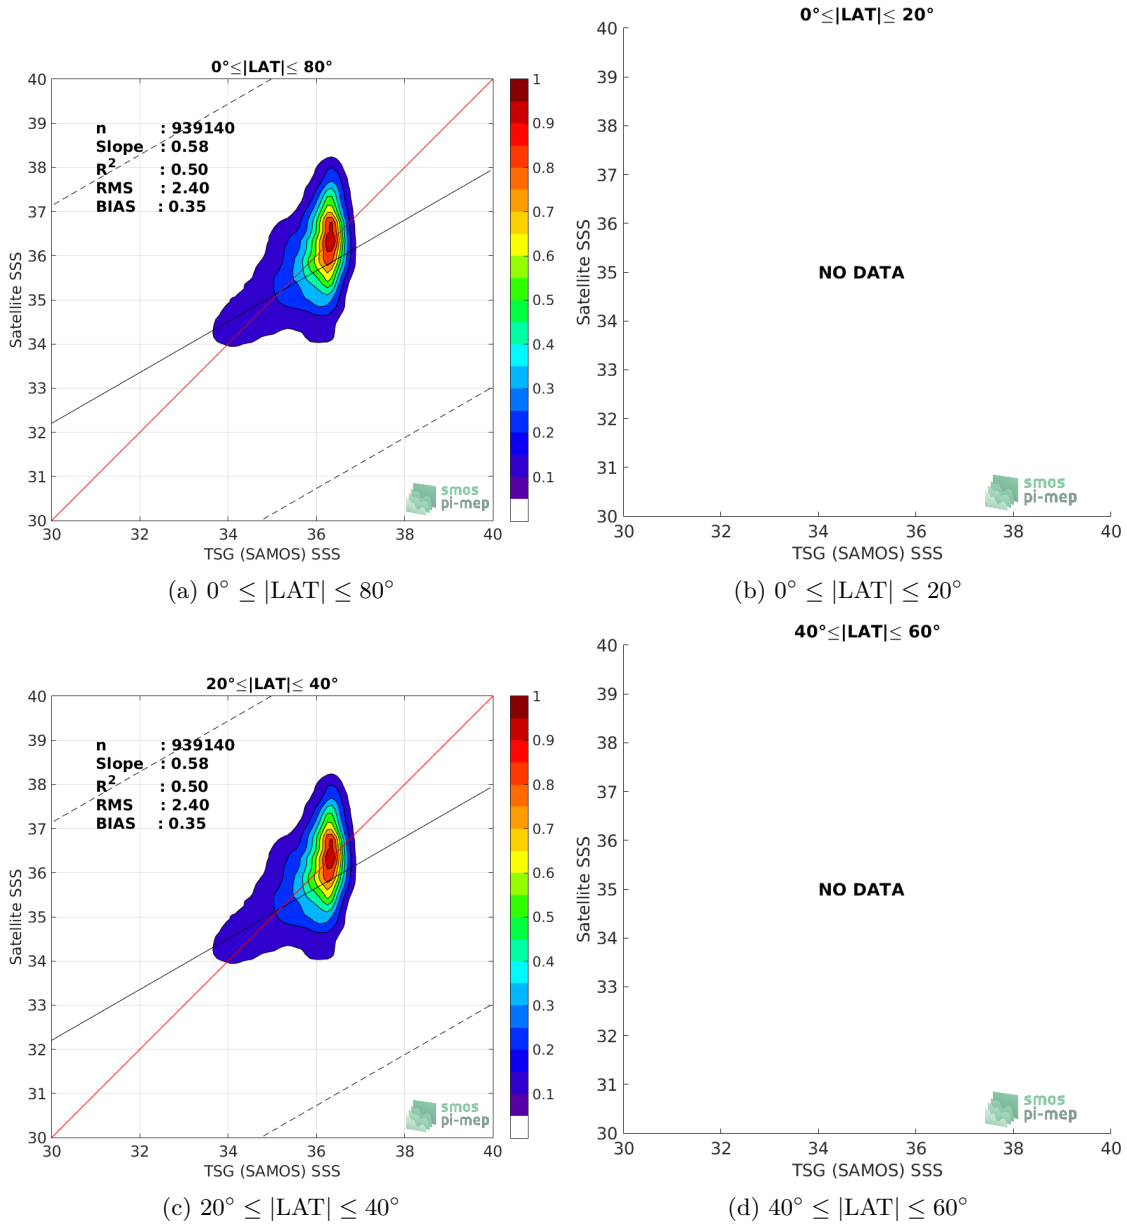 0°≤|LAT|≤ 80°
40
39
38
37
36
35
34
33
32
31
30
Satellite SSS
n : 939140
Slope : 0.58
R² : 0.50
RMS : 2.40
BIAS : 0.35
smos
pi-mep
30 32 34 36 38 40
TSG (SAMOS) SSS
1
0.9
0.8
0.7
0.6
0.5
0.4
0.3
0.2
0.1
(a) 0° ≤ |LAT| ≤ 80°
0°≤|LAT|≤ 20°
40
39
38
37
36
35
34
33
32
31
30
Satellite SSS
NO DATA
smos
pi-mep
30 32 34 36 38 40
TSG (SAMOS) SSS
(b) 0° ≤ |LAT| ≤ 20°
20°≤|LAT|≤ 40°
40
39
38
37
36
35
34
33
32
31
30
Satellite SSS
n : 939140
Slope : 0.58
R² : 0.50
RMS : 2.40
BIAS : 0.35
smos
pi-mep
30 32 34 36 38 40
TSG (SAMOS) SSS
1
0.9
0.8
0.7
0.6
0.5
0.4
0.3
0.2
0.1
(c) 20° ≤ |LAT| ≤ 40°
40°≤|LAT|≤ 60°
40
39
38
37
36
35
34
33
32
31
30
Satellite SSS
NO DATA
smos
pi-mep
30 32 34 36 38 40
TSG (SAMOS) SSS
(d) 40° ≤ |LAT| ≤ 60°